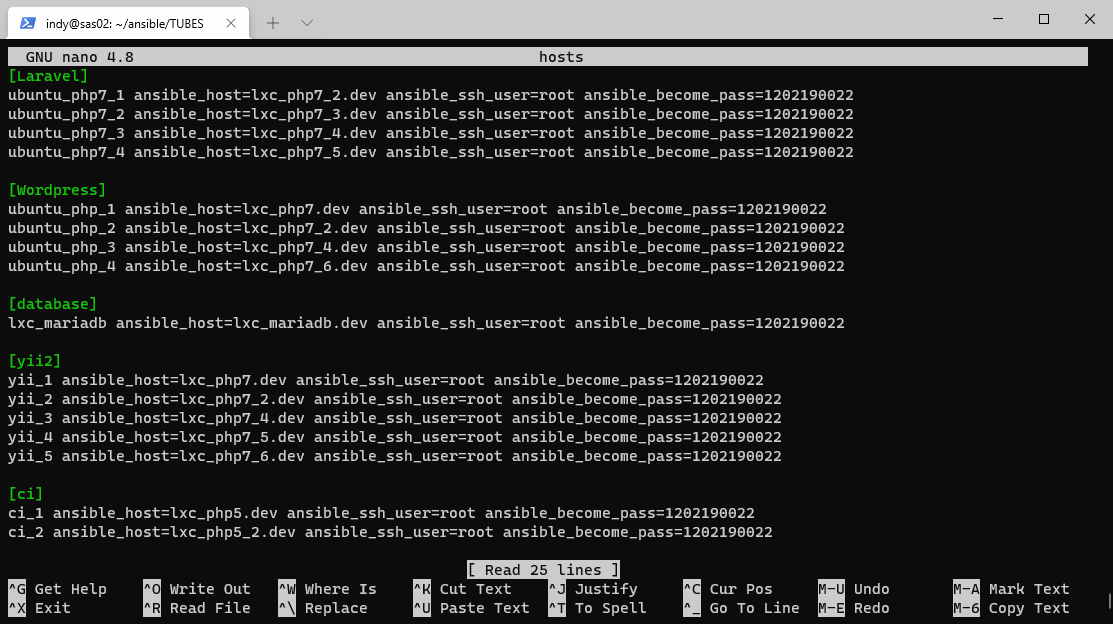 indy@sas02: ~/ansible/TUBES
GNU nano 4.8 hosts
[Laravel]
ubuntu_php7_1 ansible_host=lxc_php7_2.dev ansible_ssh_user=root ansible_become_pass=1202190022
ubuntu_php7_2 ansible_host=lxc_php7_3.dev ansible_ssh_user=root ansible_become_pass=1202190022
ubuntu_php7_3 ansible_host=lxc_php7_4.dev ansible_ssh_user=root ansible_become_pass=1202190022
ubuntu_php7_4 ansible_host=lxc_php7_5.dev ansible_ssh_user=root ansible_become_pass=1202190022
[Wordpress]
ubuntu_php_1 ansible_host=lxc_php7.dev ansible_ssh_user=root ansible_become_pass=1202190022
ubuntu_php_2 ansible_host=lxc_php7_2.dev ansible_ssh_user=root ansible_become_pass=1202190022
ubuntu_php_3 ansible_host=lxc_php7_4.dev ansible_ssh_user=root ansible_become_pass=1202190022
ubuntu_php_4 ansible_host=lxc_php7_6.dev ansible_ssh_user=root ansible_become_pass=1202190022
[database]
lxc_mariadb ansible_host=lxc_mariadb.dev ansible_ssh_user=root ansible_become_pass=1202190022
[yii2]
yii_1 ansible_host=lxc_php7.dev ansible_ssh_user=root ansible_become_pass=1202190022
yii_2 ansible_host=lxc_php7_2.dev ansible_ssh_user=root ansible_become_pass=1202190022
yii_3 ansible_host=lxc_php7_4.dev ansible_ssh_user=root ansible_become_pass=1202190022
yii_4 ansible_host=lxc_php7_5.dev ansible_ssh_user=root ansible_become_pass=1202190022
yii_5 ansible_host=lxc_php7_6.dev ansible_ssh_user=root ansible_become_pass=1202190022
[ci]
ci_1 ansible_host=lxc_php5.dev ansible_ssh_user=root ansible_become_pass=1202190022
ci_2 ansible_host=lxc_php5_2.dev ansible_ssh_user=root ansible_become_pass=1202190022
[ Read 25 lines ]
^G Get Help ^O Write Out ^W Where Is ^K Cut Text ^J Justify ^C Cur Pos M-U Undo M-A Mark Text
^X Exit ^R Read File ^\ Replace ^U Paste Text ^T To Spell ^_ Go To Line M-E Redo M-6 Copy Text